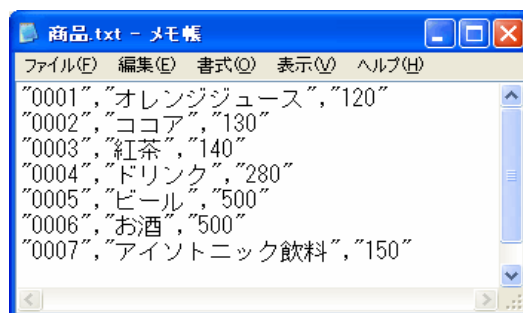 商品.txt - メモ帳
ファイル(F) 編集(E) 書式(O) 表示(V) ヘルプ(H)
"0001","オレンジジュース","120"
"0002","ココア","130"
"0003","紅茶","140"
"0004","ドリンク","280"
"0005","ビール","500"
"0006","お酒","500"
"0007","アイソトニック飲料","150"